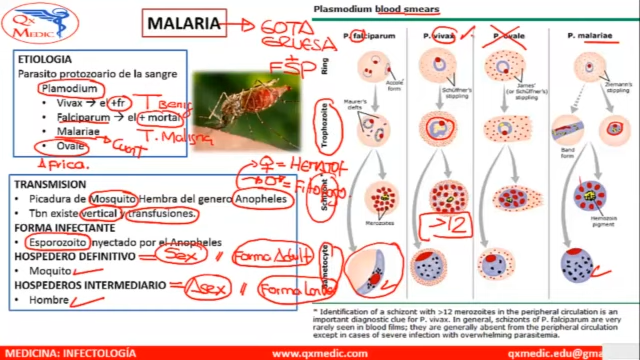 Qx
MEDIC
MALARIA
GOTA
GRUESA
±
FSP
ETIOLOGIA
Parasito protozoario de la sangre
Plamodium
Vivax → el +fr
T Benig
Falciparum → el + mortal
T. Maligna
Malariae
Cuart
Ovale
Africa.
♀ = Hematof
♂ =
TRANSMISION
Picadura de Mosquito Hembra del genero Anopheles
Tbn existe vertical y transfusiones.
FORMA INFECTANTE
Esporozoito inyectado por el Anopheles
HOSPEDERO DEFINITIVO = Sex // Forma Adult
Moquito
HOSPEDEROS INTERMEDIARIO = Asex // Forma
Hombre
Plasmodium blood smears
P. falciparum
P. vivax
P. ovale
P. malariae
Ring
Accole
form
Schüffner's
stippling
James'
(or Schüffner's)
stippling
Ziemann's
stippling
Trophozoite
Maurer's
clefts
Band
form
Schizont
Merozoites
>12
Hemozoin
pigment
Gametocyte
* Identification of a schizont with >12 merozoites in the peripheral circulation is an
important diagnostic clue for P. vivax. In general, schizonts of P. falciparum are very
rarely seen in blood films; they are generally absent from the peripheral circulation
except in cases of severe infection with overwhelming parasitemia.
MEDICINA: INFECTOLOGÍA
www.qxmedic.com
qxmedic.edu@gmail